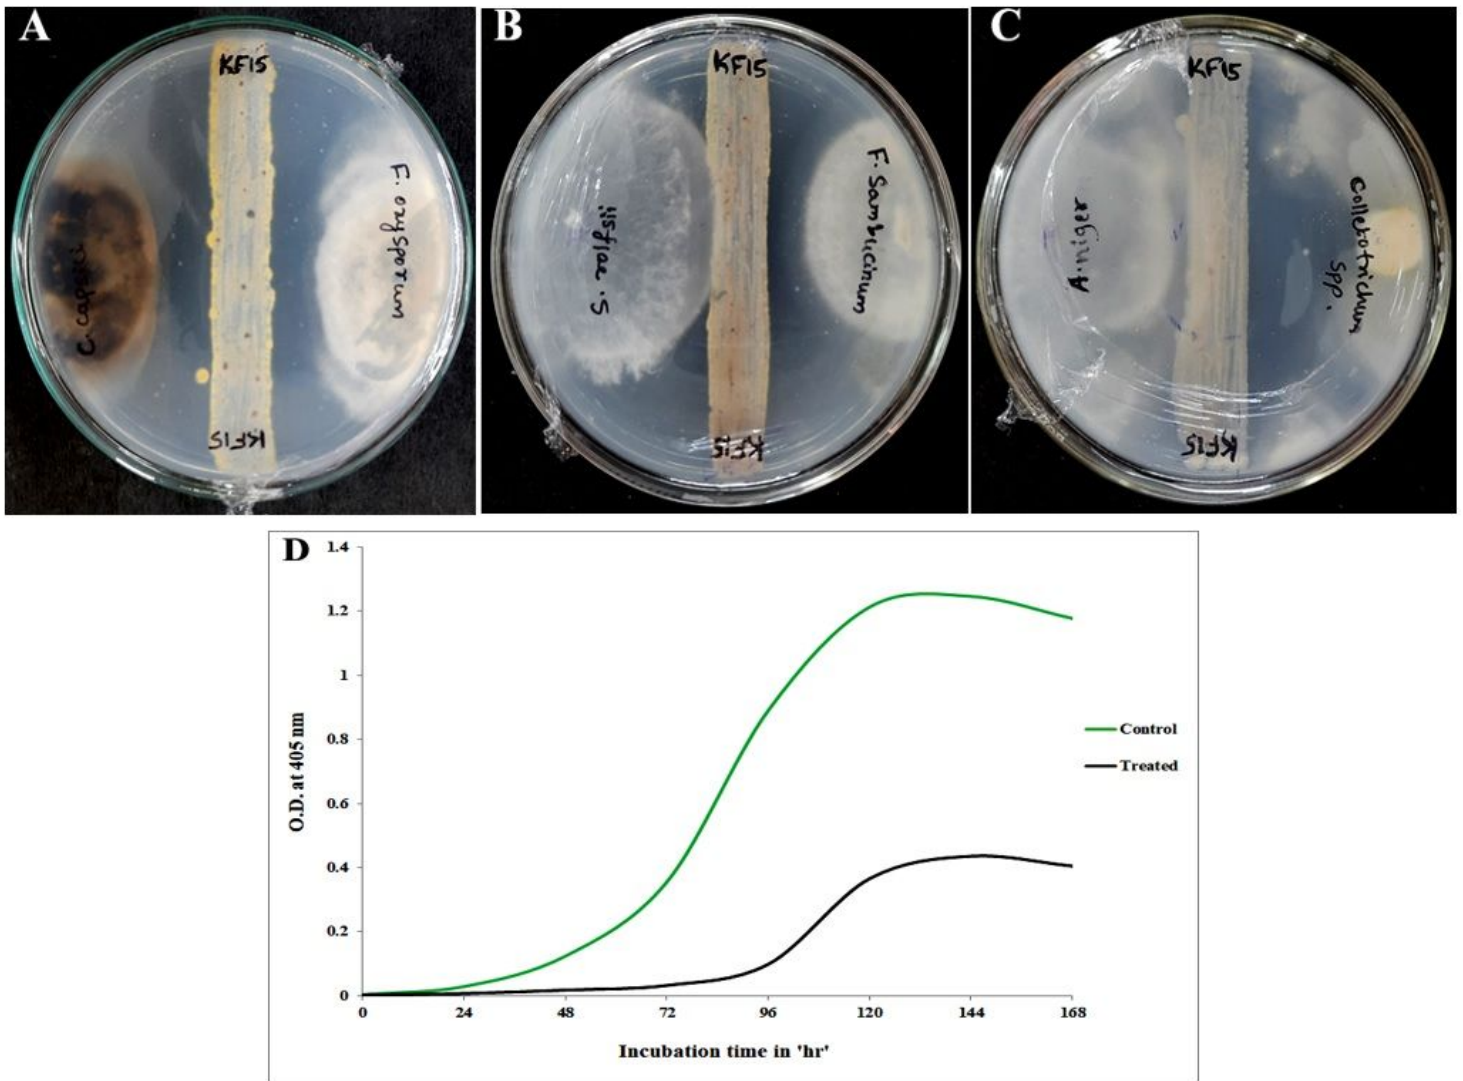 A
KF15
C. capsici
F. oxysporum
KF15
B
KF15
F. Sambucinum
KF15
C
KF15
A. niger
Colletotrichum
Spp.
KF15
D
1.4
1.2
1
0.8
0.6
0.4
0.2
0
O.D. at 405 nm
0 24 48 72 96 120 144 168
Incubation time in 'hr'
Control
Treated